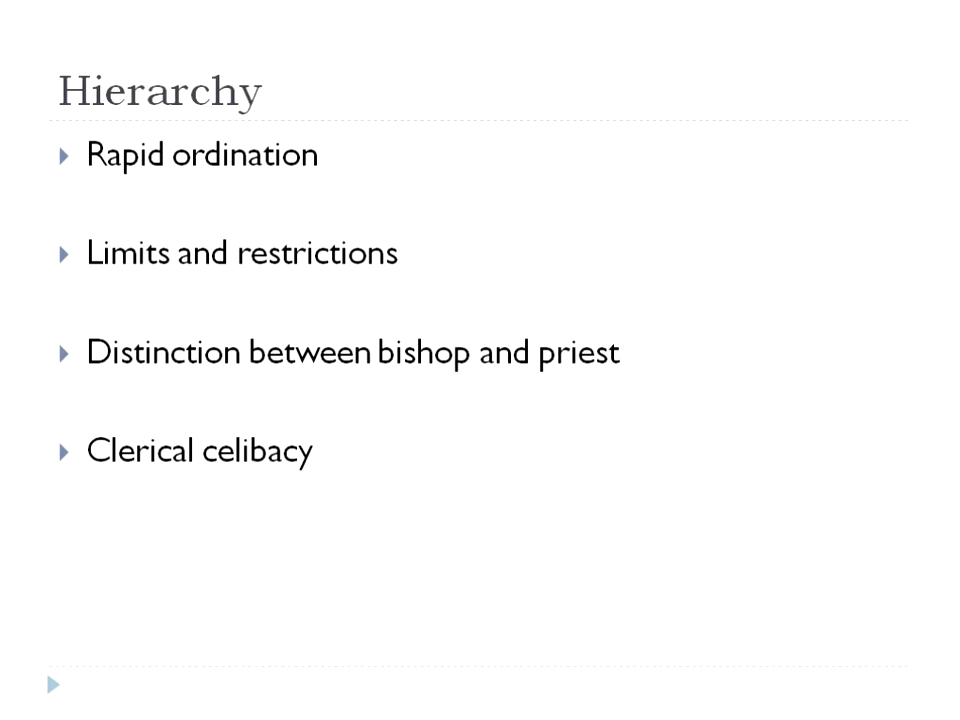 Hierarchy
Rapid ordination
Limits and restrictions
Distinction between bishop and priest
Clerical celibacy